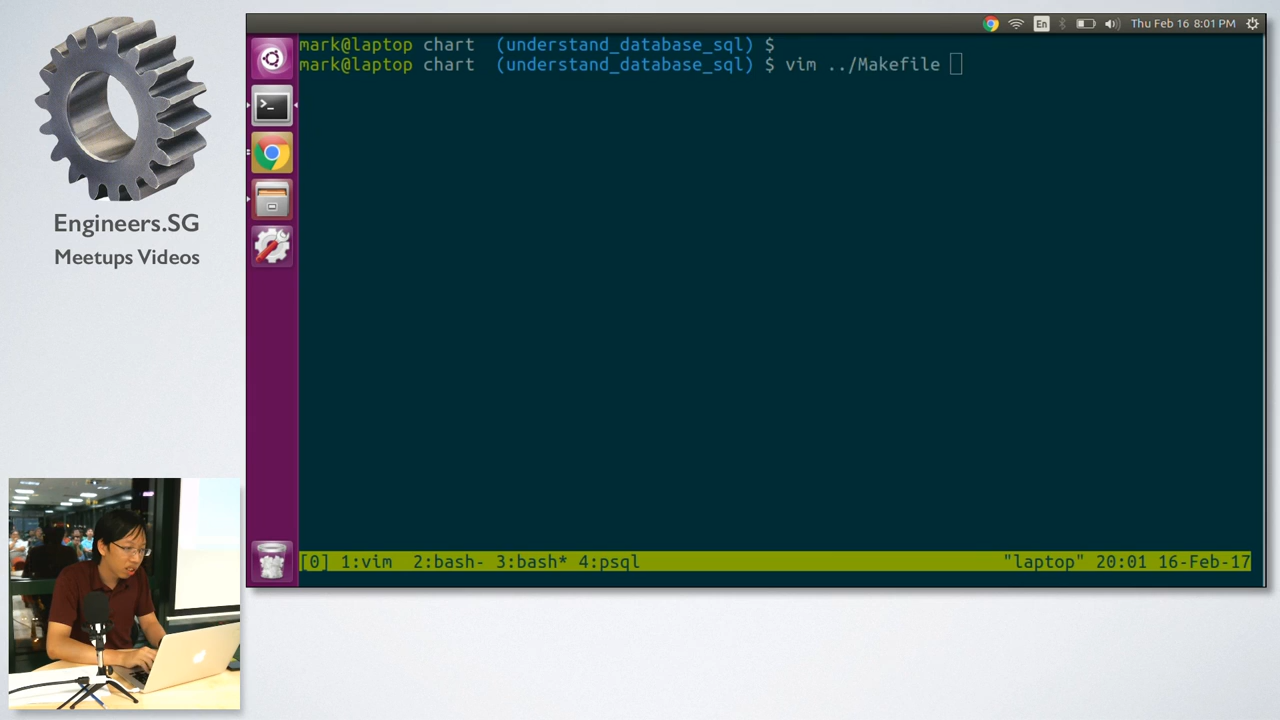 Engineers.SG
Meetups Videos
En
Thu Feb 16 8:01 PM
mark@laptop chart (understand_database_sql) $
mark@laptop chart (understand_database_sql) $ vim ../Makefile
[0] 1:vim 2:bash- 3:bash* 4:psql "laptop" 20:01 16-Feb-17